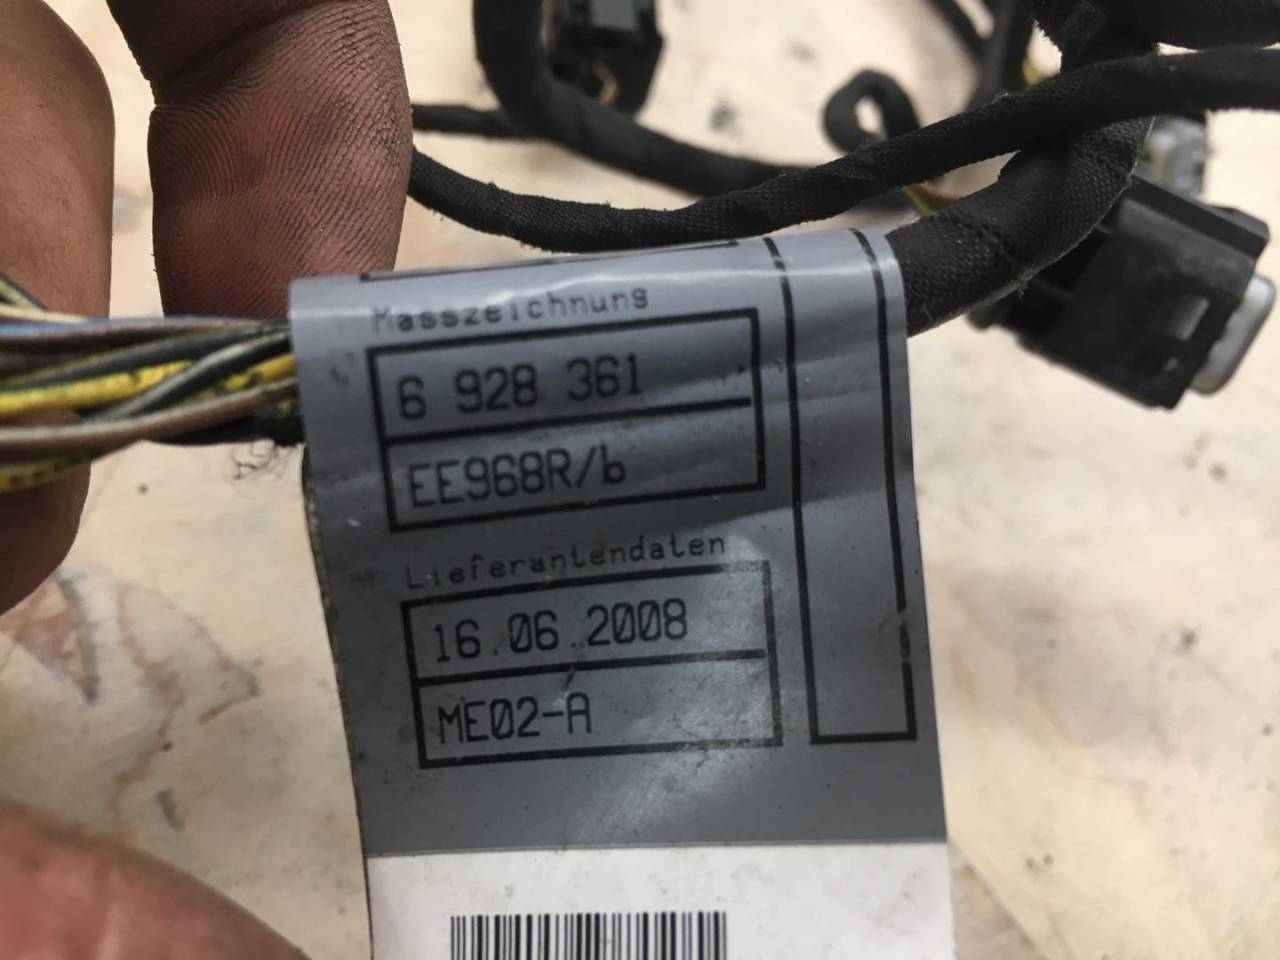 Masszeichnung
6 928 361
EE968R/b
Lieferantendaten
16.06.2008
ME02-A